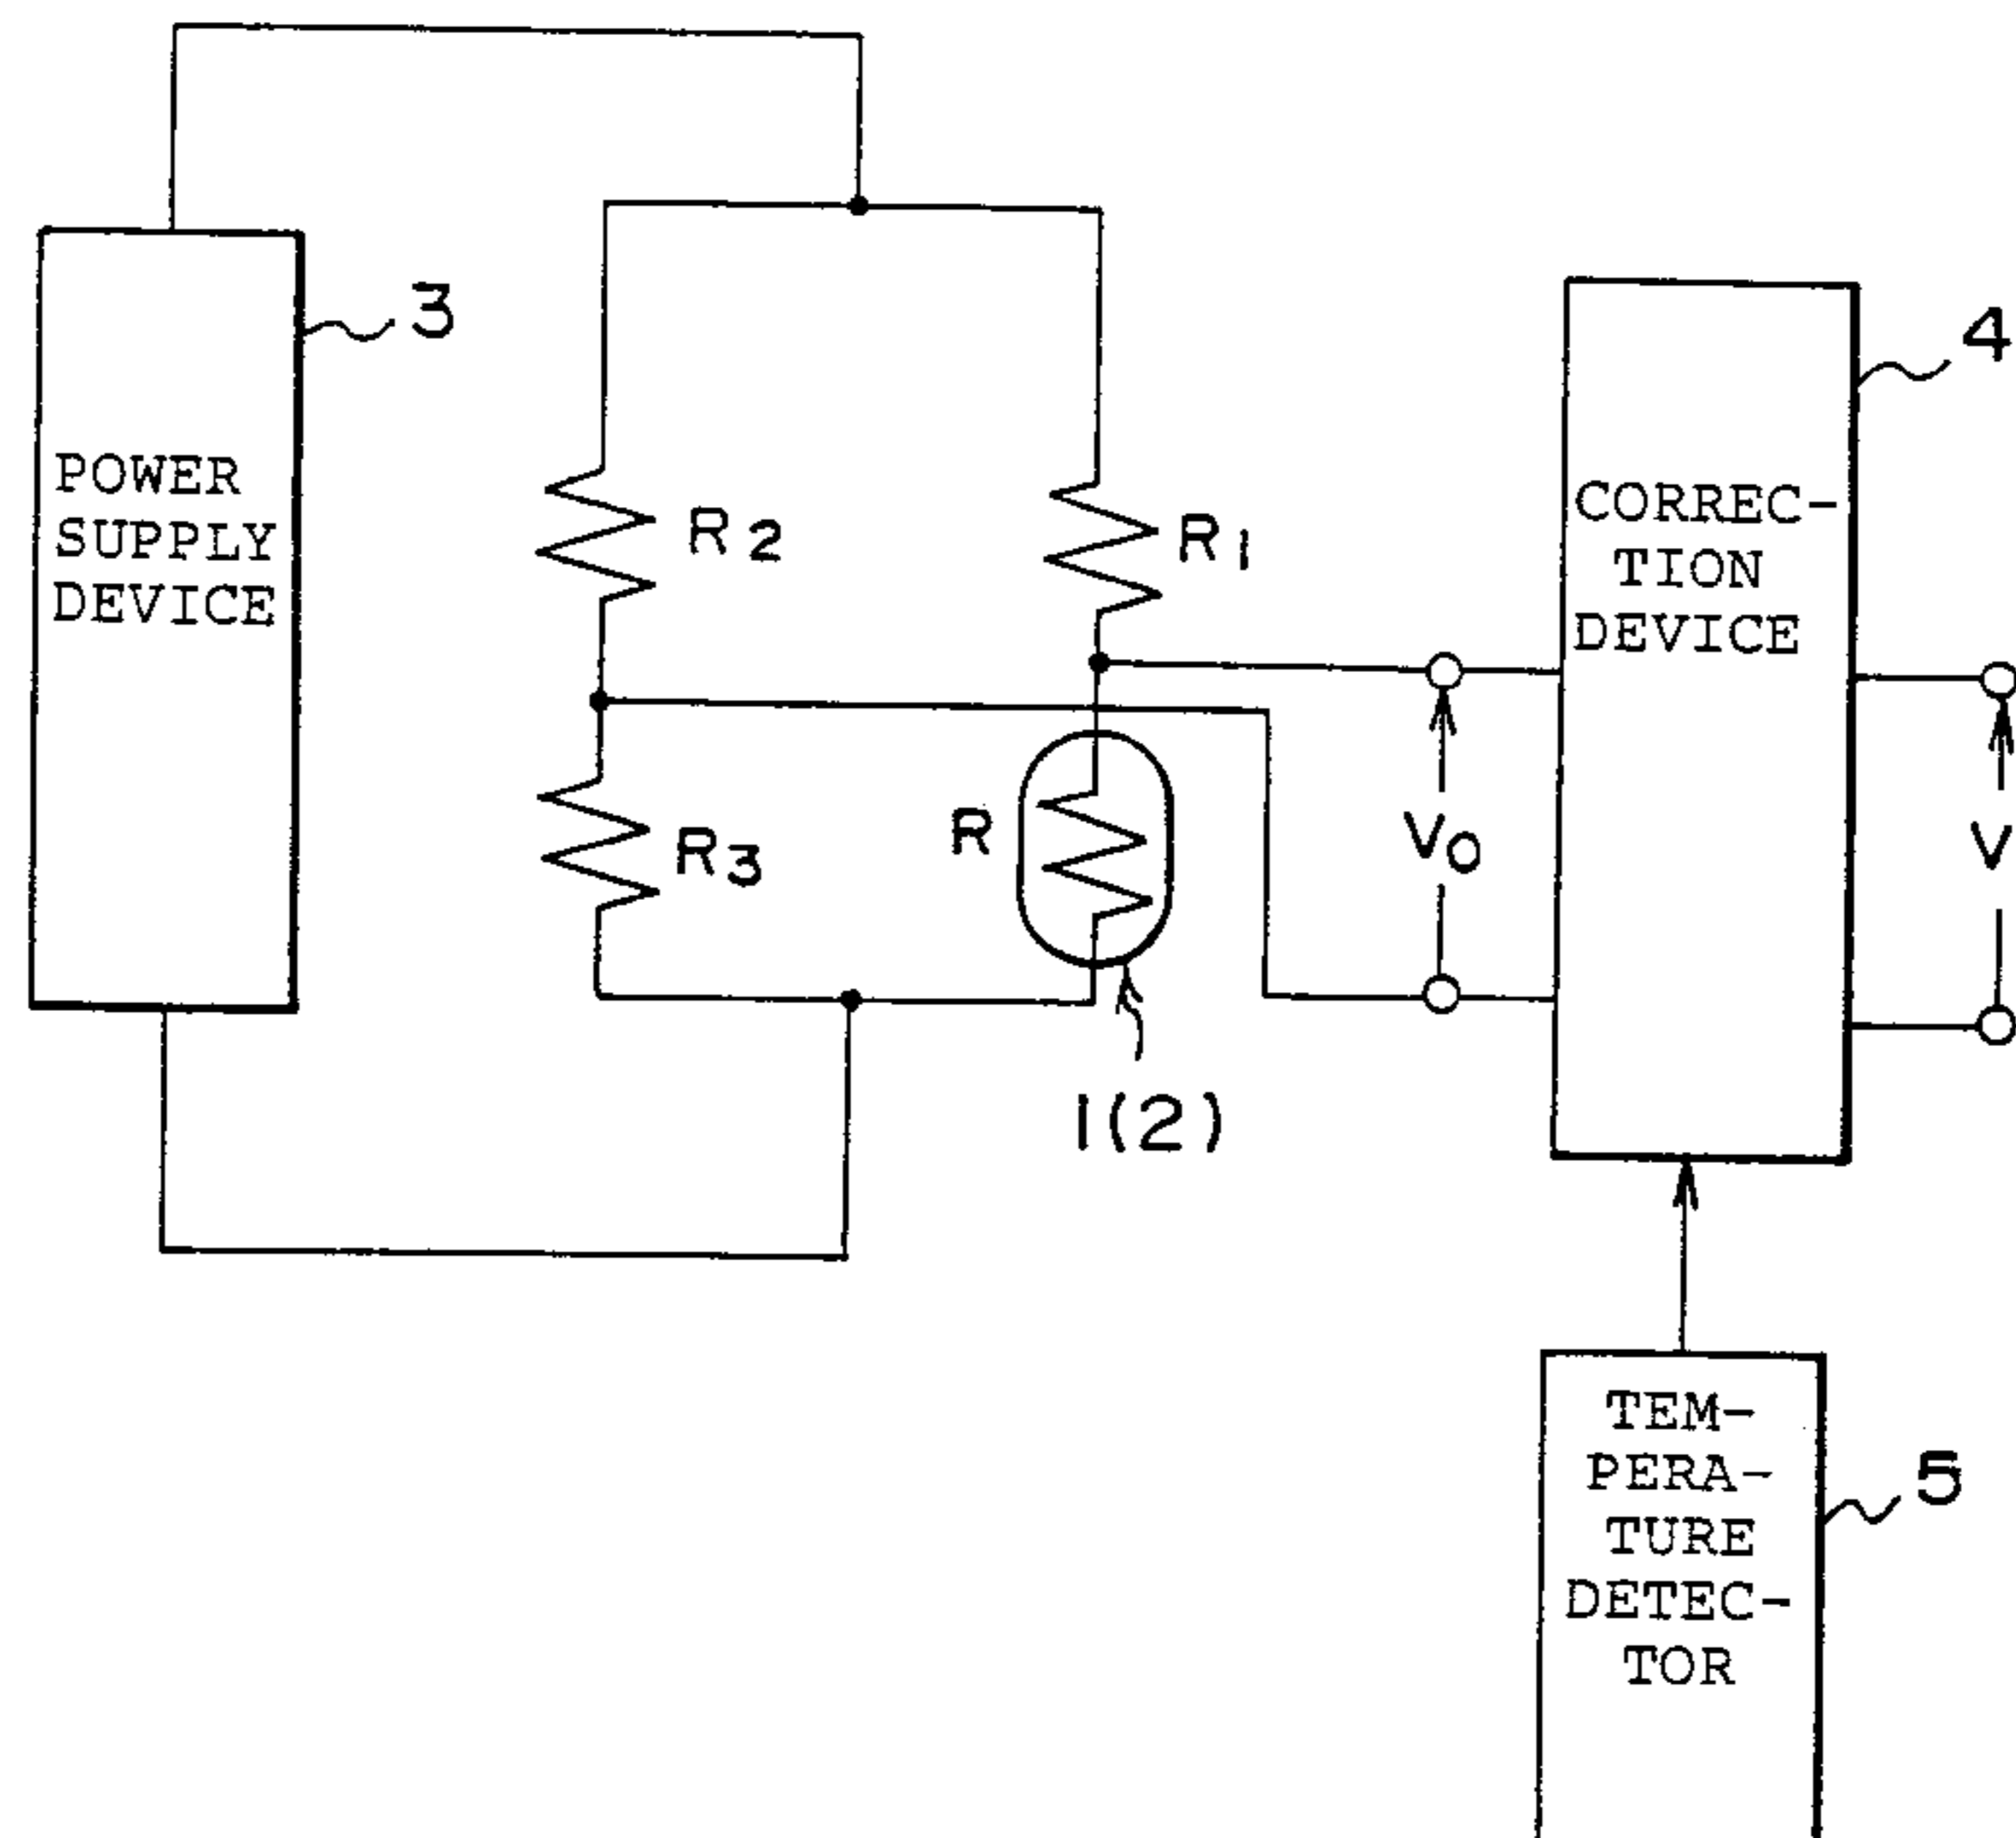 3
4
POWER
SUPPLY
DEVICE
R2
R1
CORREC-
TION
DEVICE
R3
R
V0
V
1(2)
TEM-
PERA-
TURE
DETEC-
TOR
5